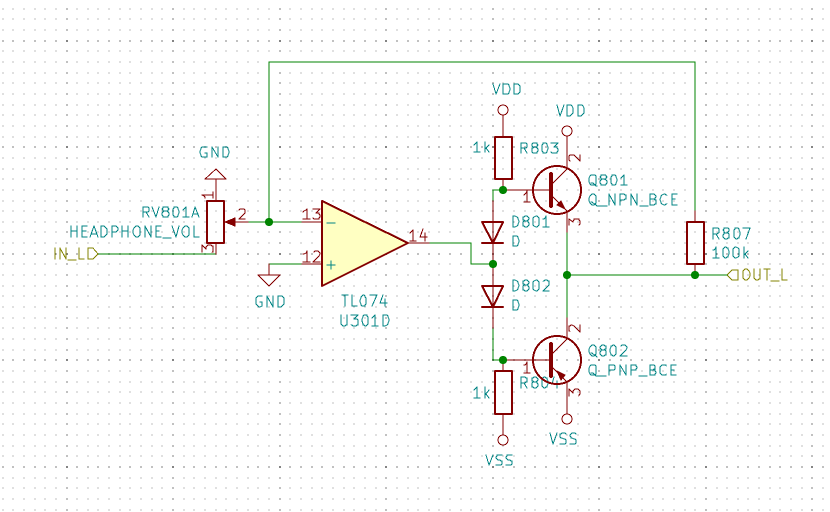 VDD
VDD
1k
R803
2
Q801
Q_NPN_BCE
1
3
GND
1
RV801A
2
HEADPHONE_VOL
3
IN_L
13
14
12
GND
TL074
U301D
D801
D
D802
D
R807
100k
OUT_L
2
Q802
Q_PNP_BCE
1
3
1k
VSS
VSS